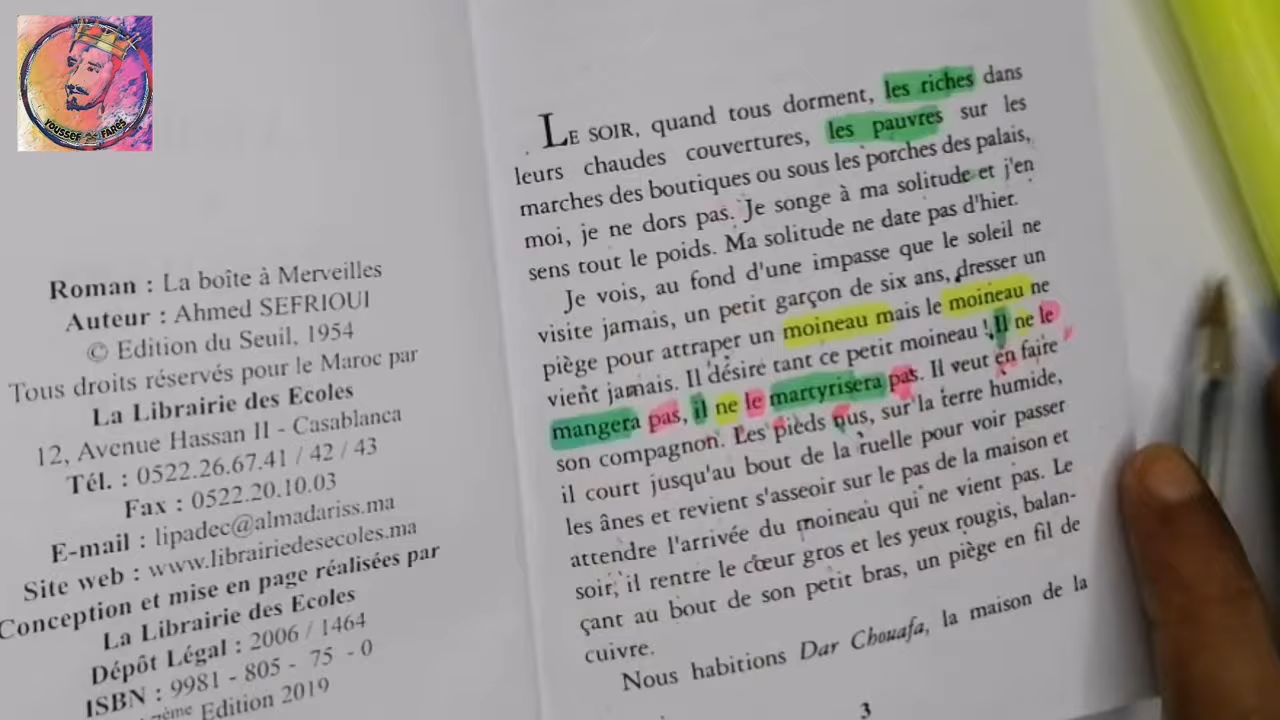 YOUSSEF FARES
Roman : La boîte à Merveilles
Auteur : Ahmed SEFRIOUI
© Edition du Seuil, 1954
Tous droits réservés pour le Maroc par
La Librairie des Ecoles
12, Avenue Hassan II - Casablanca
Tél. : 0522.26.67.41 / 42 / 43
Fax : 0522.20.10.03
E-mail : lipadec@almadariss.ma
Site web : www.librairiedesecoles.ma
Conception et mise en page réalisées par
La Librairie des Ecoles
Dépôt Légal : 2006 / 1464
ISBN : 9981 - 805 - 75 - 0
ème Edition 2019
LE SOIR, quand tous dorment, les riches dans
leurs chaudes couvertures, les pauvres sur les
marches des boutiques ou sous les porches des palais,
moi, je ne dors pas. Je songe à ma solitude et j'en
sens tout le poids. Ma solitude ne date pas d'hier.
Je vois, au fond d'une impasse que le soleil ne
visite jamais, un petit garçon de six ans, dresser un
piège pour attraper un moineau mais le moineau ne
vient jamais. Il désire tant ce petit moineau ! Il ne le
mangera pas, il ne le martyrisera pas. Il veut en faire
son compagnon. Les pieds nus, sur la terre humide,
il court jusqu'au bout de la ruelle pour voir passer
les ânes et revient s'asseoir sur le pas de la maison et
attendre l'arrivée du moineau qui ne vient pas. Le
soir, il rentre le cœur gros et les yeux rougis, balan-
çant au bout de son petit bras, un piège en fil de
cuivre.
Nous habitions Dar Chouafa, la maison de la
3